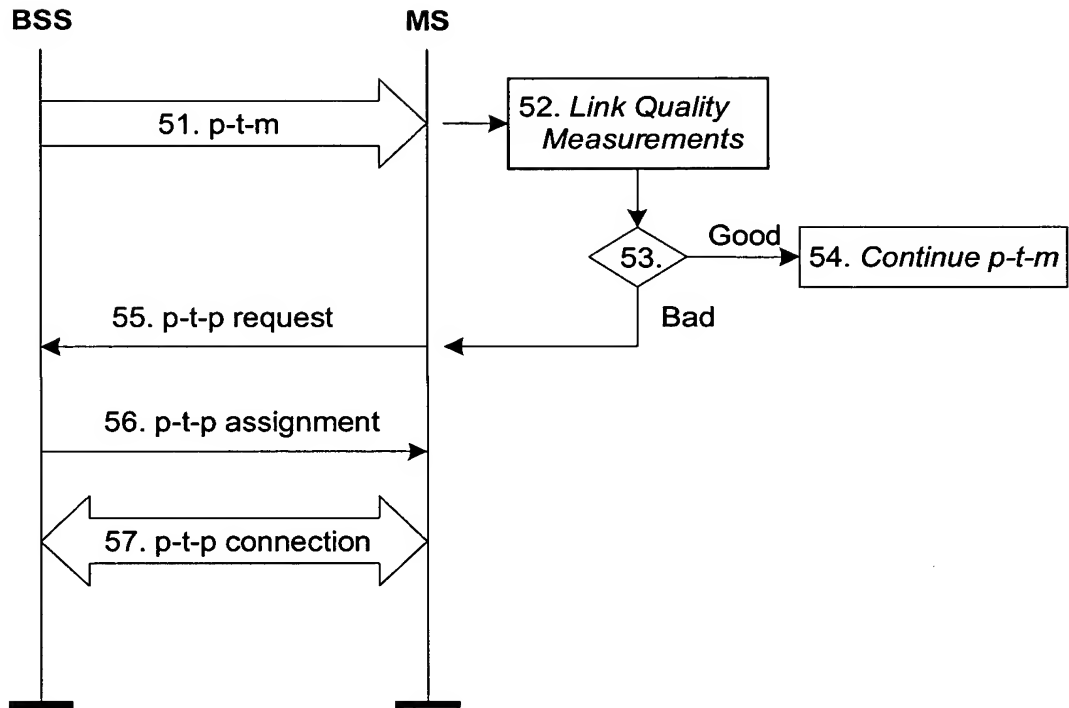 BSS
MS
51. p-t-m
52. Link Quality
Measurements
53.
Good
54. Continue p-t-m
Bad
55. p-t-p request
56. p-t-p assignment
57. p-t-p connection